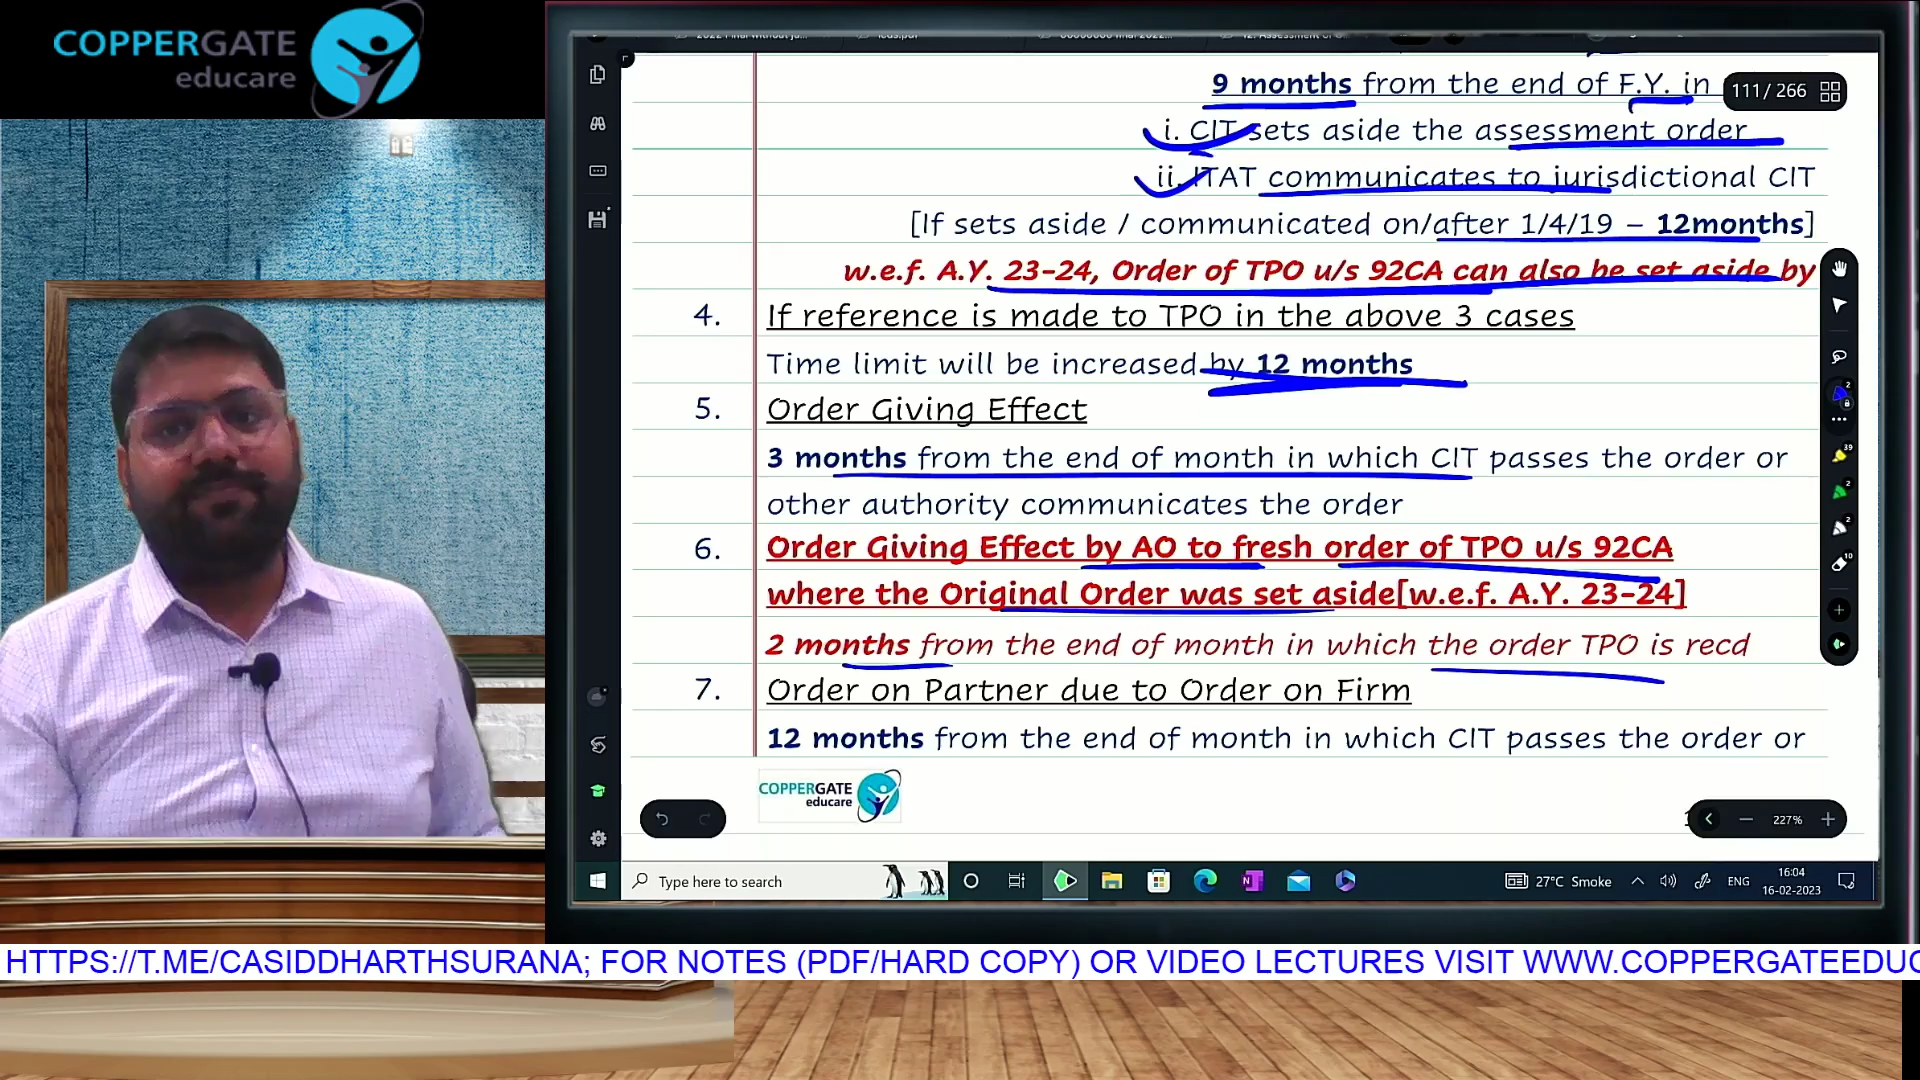 COPPERGATE
educare
9 months from the end of F.Y. in
111 / 266
i. CIT sets aside the assessment order
ii. ITAT communicates to jurisdictional CIT
[If sets aside / communicated on/after 1/4/19 – 12months]
w.e.f. A.Y. 23-24, Order of TPO u/s 92CA can also be set aside by
4. If reference is made to TPO in the above 3 cases
Time limit will be increased by 12 months
5. Order Giving Effect
3 months from the end of month in which CIT passes the order or
other authority communicates the order
6. Order Giving Effect by AO to fresh order of TPO u/s 92CA
where the Original Order was set aside[w.e.f. A.Y. 23-24]
2 months from the end of month in which the order TPO is recd
7. Order on Partner due to Order on Firm
12 months from the end of month in which CIT passes the order or
COPPERGATE
educare
227%
Type here to search
27°C Smoke
ENG
16:04
16-02-2023
HTTPS://T.ME/CASIDDHARTHSURANA; FOR NOTES (PDF/HARD COPY) OR VIDEO LECTURES VISIT WWW.COPPERGATEEDUC